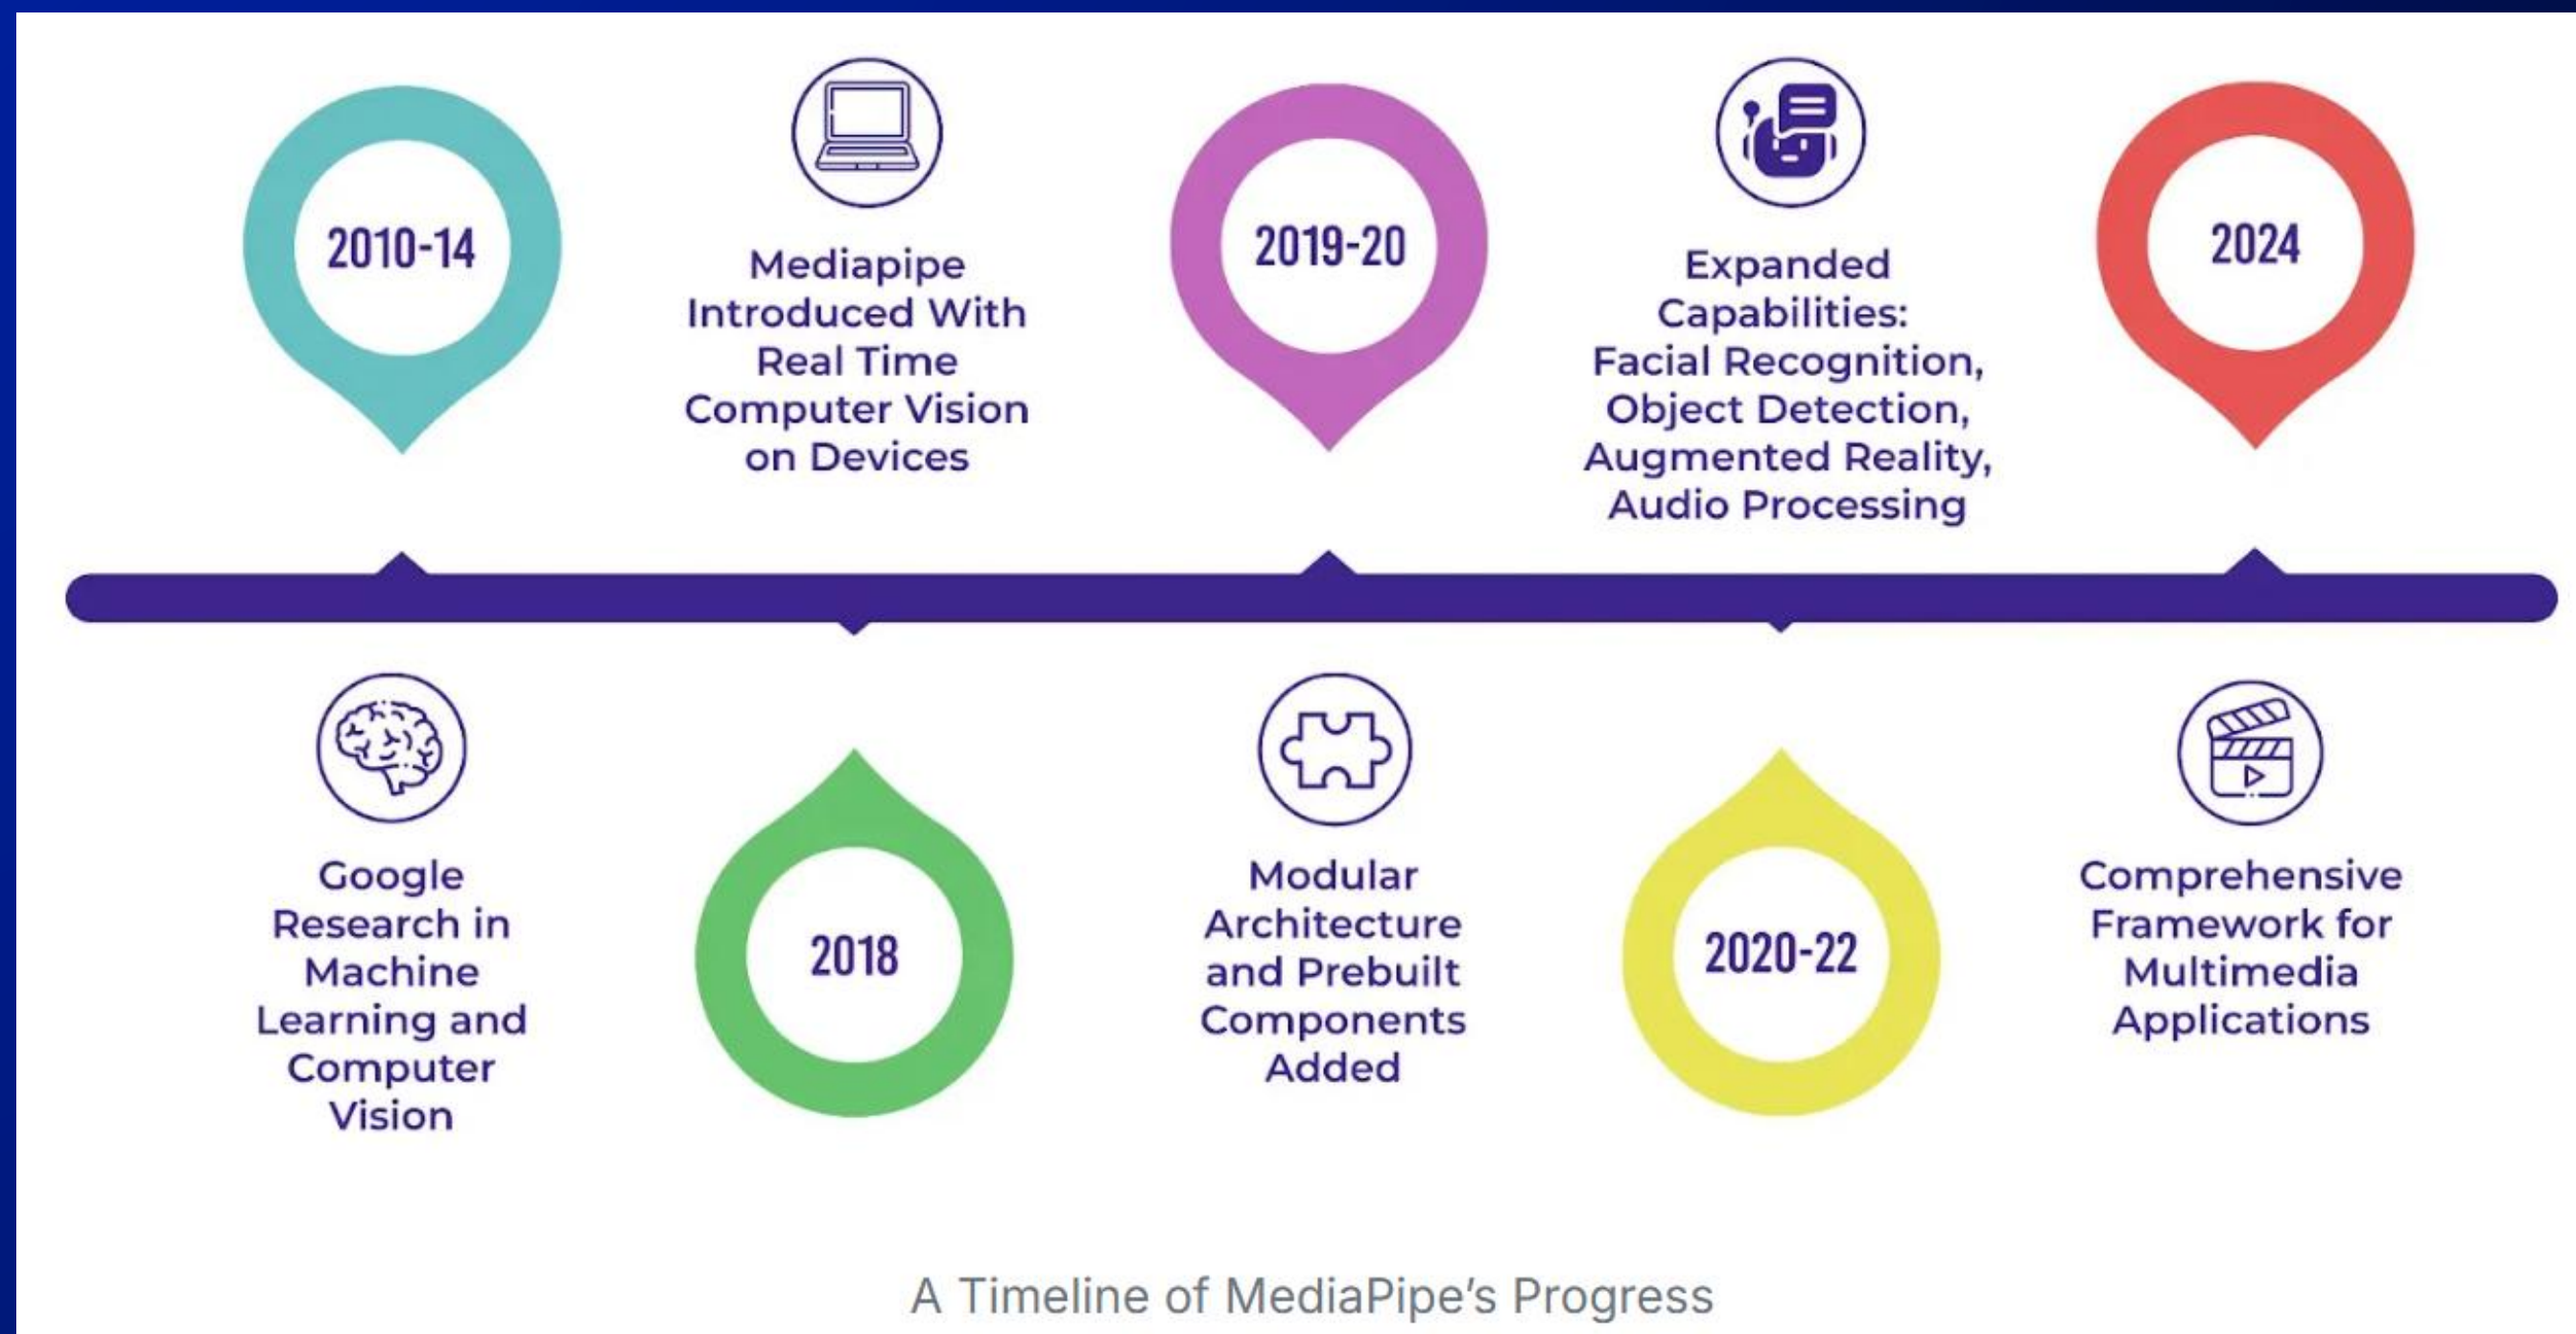 2010-14
Google
Research in
Machine
Learning and
Computer
Vision
Mediapipe
Introduced With
Real Time
Computer Vision
on Devices
2018
2019-20
Modular
Architecture
and Prebuilt
Components
Added
Expanded
Capabilities:
Facial Recognition,
Object Detection,
Augmented Reality,
Audio Processing
2020-22
2024
Comprehensive
Framework for
Multimedia
Applications
A Timeline of MediaPipe’s Progress